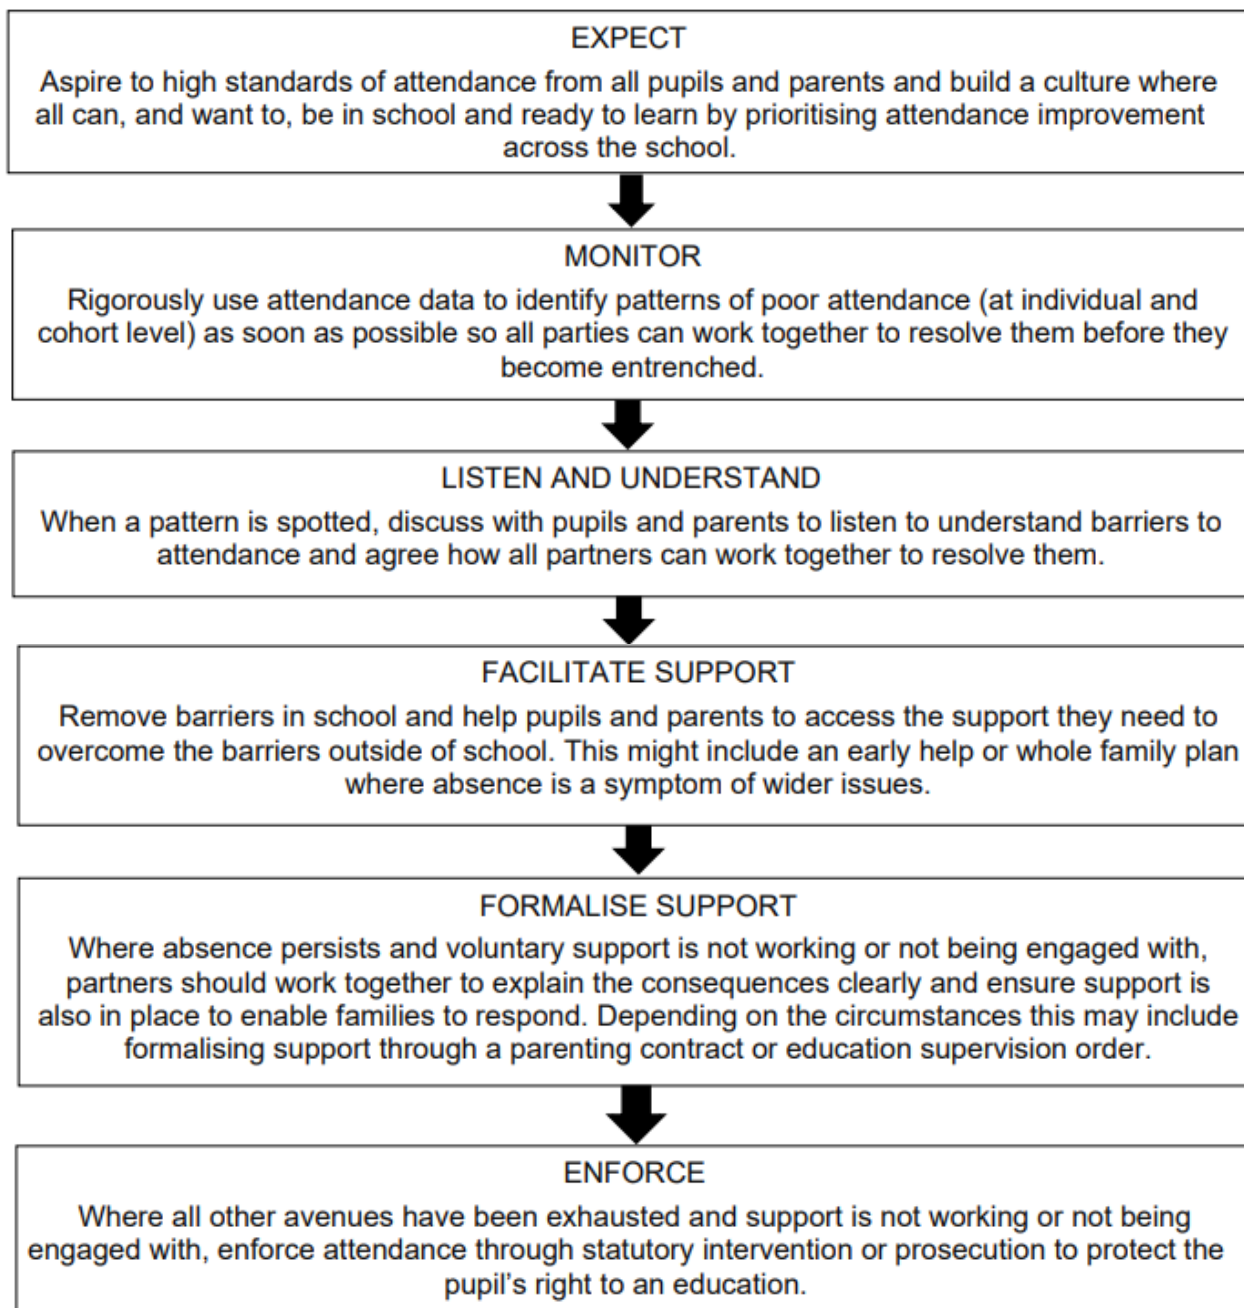 EXPECT
Aspire to high standards of attendance from all pupils and parents and build a culture where
all can, and want to, be in school and ready to learn by prioritising attendance improvement
across the school.
MONITOR
Rigorously use attendance data to identify patterns of poor attendance (at individual and
cohort level) as soon as possible so all parties can work together to resolve them before they
become entrenched.
LISTEN AND UNDERSTAND
When a pattern is spotted, discuss with pupils and parents to listen to understand barriers to
attendance and agree how all partners can work together to resolve them.
FACILITATE SUPPORT
Remove barriers in school and help pupils and parents to access the support they need to
overcome the barriers outside of school. This might include an early help or whole family plan
where absence is a symptom of wider issues.
FORMALISE SUPPORT
Where absence persists and voluntary support is not working or not being engaged with,
partners should work together to explain the consequences clearly and ensure support is
also in place to enable families to respond. Depending on the circumstances this may include
formalising support through a parenting contract or education supervision order.
ENFORCE
Where all other avenues have been exhausted and support is not working or not being
engaged with, enforce attendance through statutory intervention or prosecution to protect the
pupil's right to an education.